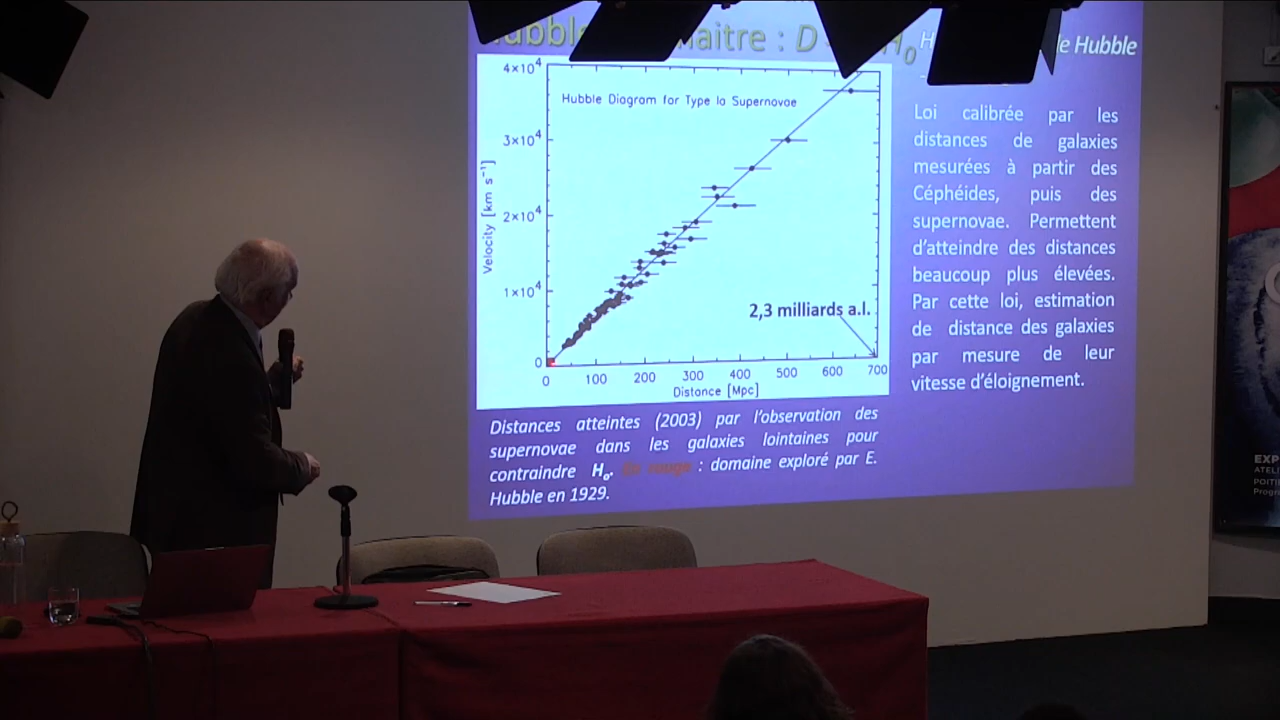 : D
H₀
de Hubble
Hubble Diagram for Type Ia Supernovae
4×10⁴
3×10⁴
2×10⁴
1×10⁴
0
Velocity [km s⁻¹]
2,3 milliards a.l.
0 100 200 300 400 500 600 700
Distance [Mpc]
Loi calibrée par les
distances de galaxies
mesurées à partir des
Céphéides, puis des
supernovae. Permettent
d'atteindre des distances
beaucoup plus élevées.
Par cette loi, estimation
de distance des galaxies
par mesure de leur
vitesse d'éloignement.
Distances atteintes (2003) par l'observation des
supernovae dans les galaxies lointaines pour
contraindre H₀. En rouge : domaine exploré par E.
Hubble en 1929.
EXP
ATELI
POITI
Progr